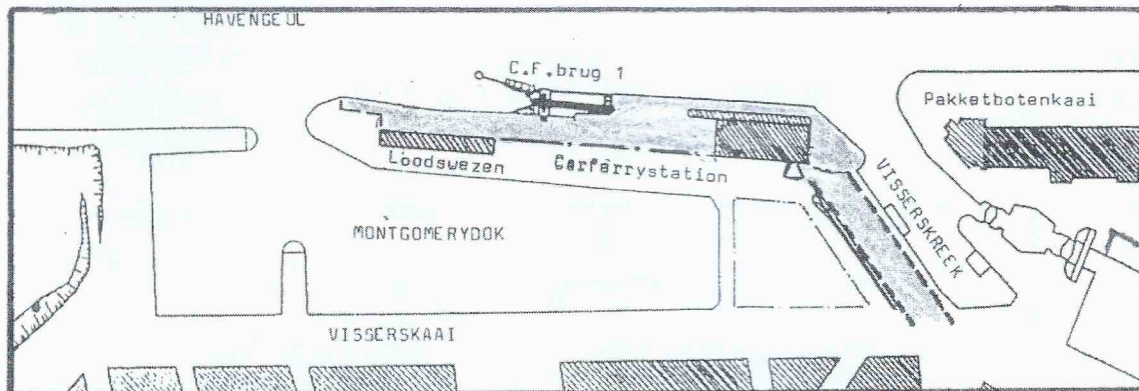 HAVENGEUL
C.F.brug 1
Pakketbotenkaai
Loodswezen
Carferrystation
VISSERSKREEK
MONTGOMERYDOK
VISSERSKAAI